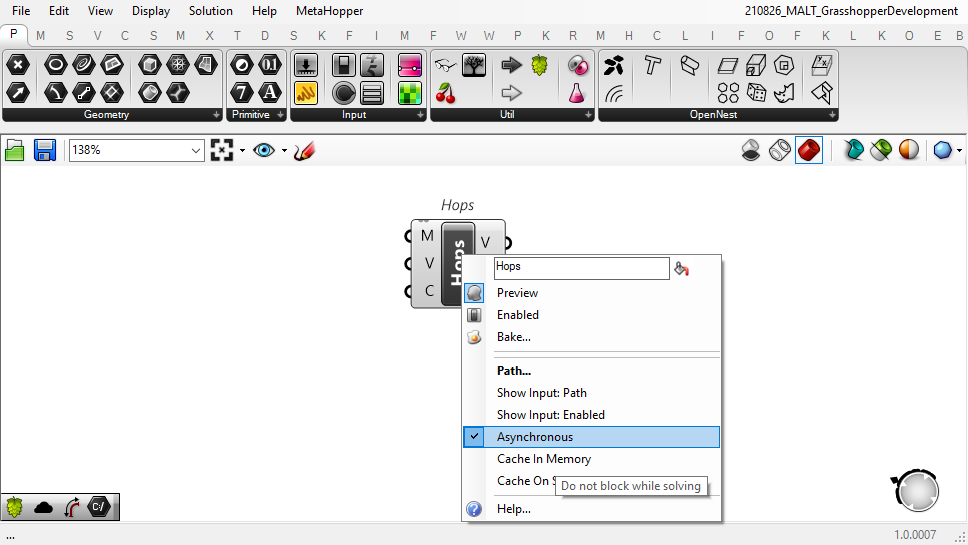 File Edit View Display Solution Help MetaHopper 210826_MALT_GrasshopperDevelopment
P M S V C S M I D T D S E R I M F W W K M S L I C P O F E R L K O E B
0.1
7 A
Geometry Primitive Input Util OpenNest
138%
Hops
M
V
C
Hops
V
Hops
Preview
Enabled
Bake...
Path...
Show Input: Path
Show Input: Enabled
Asynchronous
Cache In Memory
Cache On
Do not block while solving
Help...
C:/
... 1.0.0007